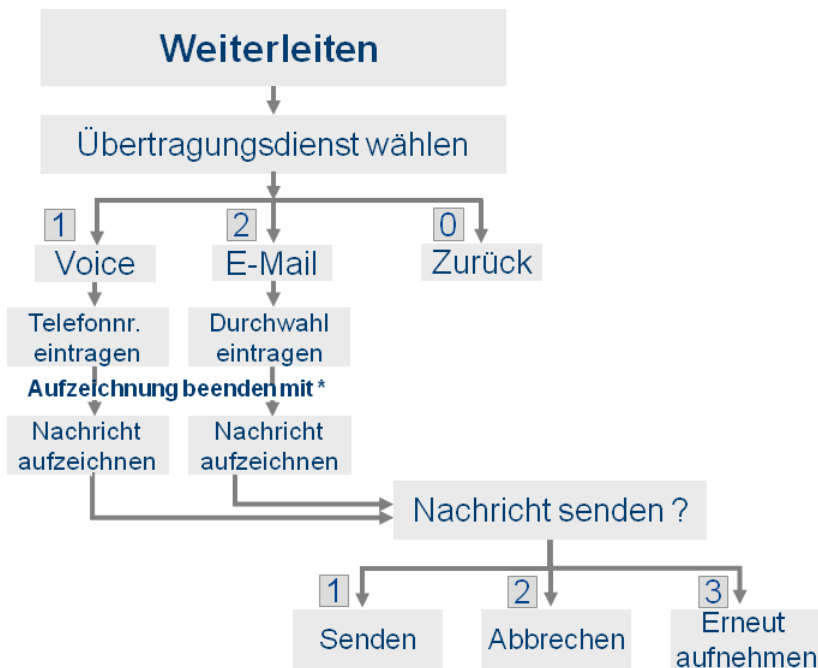 Weiterleiten
Übertragungsdienst wählen
1
2
0
Voice
E-Mail
Zurück
Telefonnr.
eintragen
Durchwahl
eintragen
Aufzeichnung beenden mit *
Nachricht
aufzeichnen
Nachricht
aufzeichnen
Nachricht senden ?
1
2
3
Senden
Abbrechen
Erneut
aufnehmen